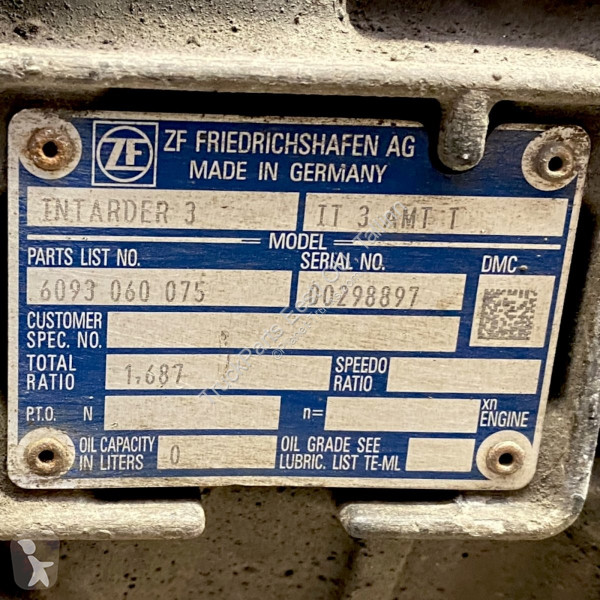 ZF
ZF FRIEDRICHSHAFEN AG
MADE IN GERMANY
INTARDER 3 IT 3 AMT T
MODEL
PARTS LIST NO. SERIAL NO. DMC
6093 060 075 00298897
CUSTOMER
SPEC. NO.
TOTAL
RATIO 1,687 SPEEDO
RATIO
P.T.O. N n= xn
ENGINE
OIL CAPACITY
IN LITERS 0 OIL GRADE SEE
LUBRIC. LIST TE-ML